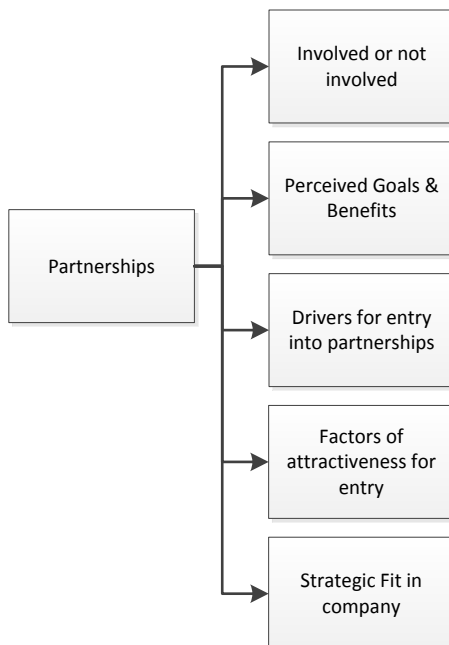 Involved or not
involved
Perceived Goals &
Benefits
Partnerships
Drivers for entry
into partnerships
Factors of
attractiveness for
entry
Strategic Fit in
company